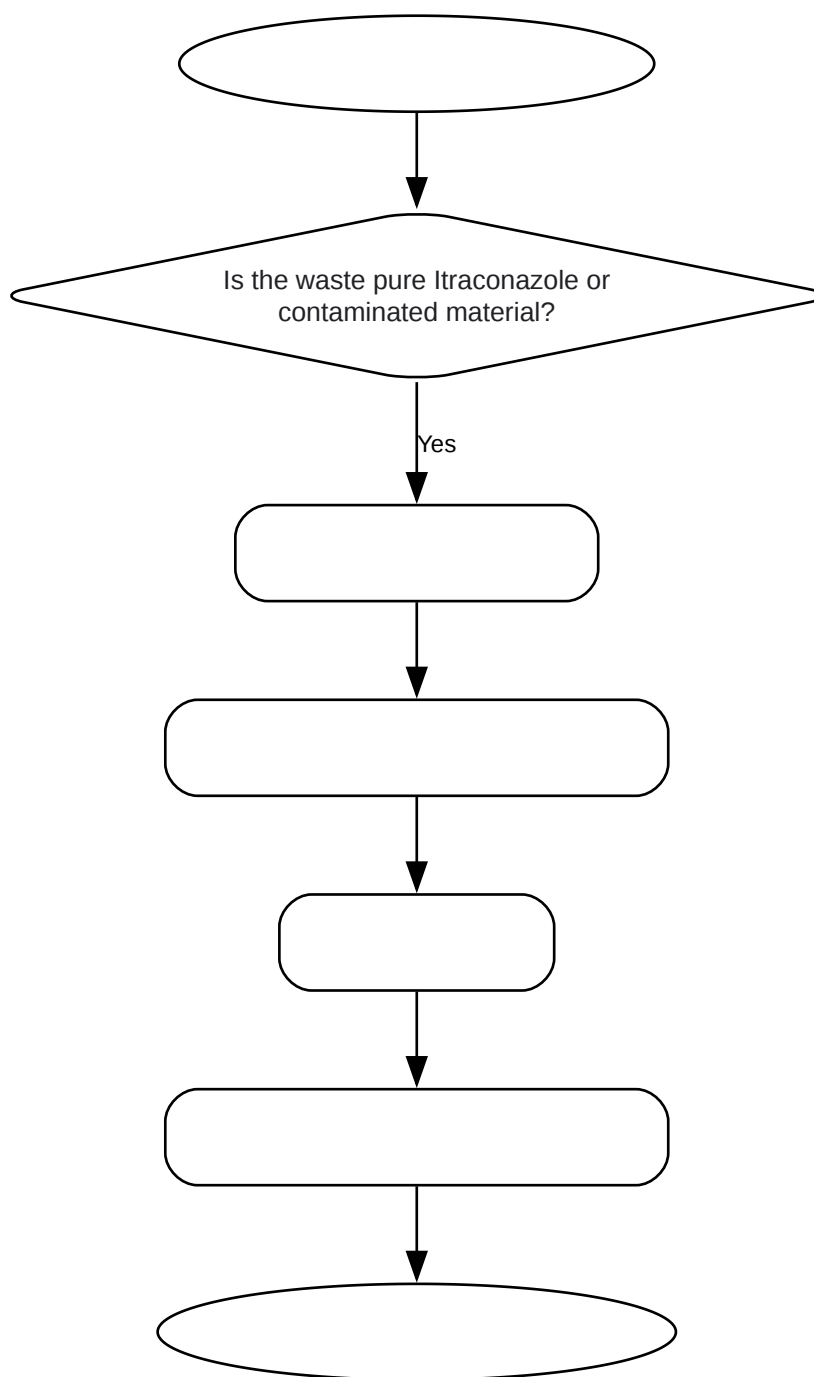 Is the waste pure Itraconazole or
contaminated material?
Yes